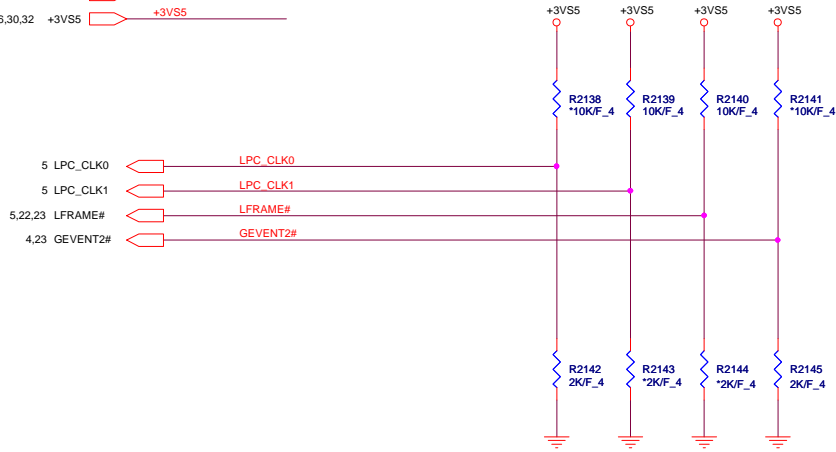 6,30,32 +3VS5 +3VS5
+3VS5 +3VS5 +3VS5 +3VS5
R2138 R2139 R2140 R2141
*10K/F_4 10K/F_4 10K/F_4 *10K/F_4
5 LPC_CLK0 LPC_CLK0
5 LPC_CLK1 LPC_CLK1
5,22,23 LFRAME# LFRAME#
4,23 GEVENT2# GEVENT2#
R2142 R2143 R2144 R2145
2K/F_4 *2K/F_4 *2K/F_4 2K/F_4